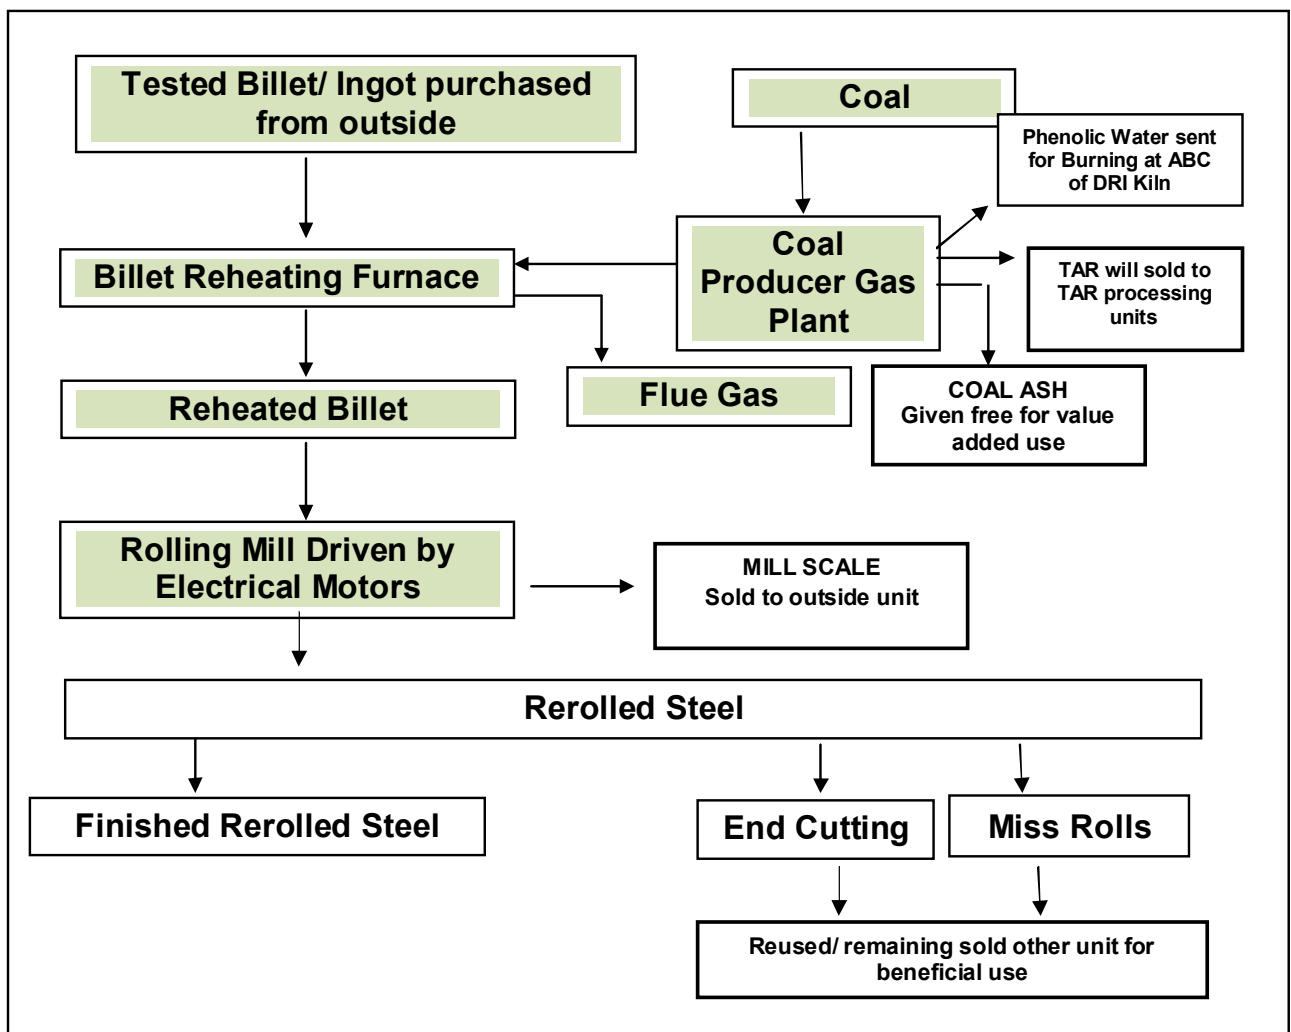 Tested Billet/ Ingot purchased
from outside
Coal
Phenolic Water sent
for Burning at ABC
of DRI Kiln
Coal
Producer Gas
Plant
Billet Reheating Furnace
TAR will sold to
TAR processing
units
Flue Gas
COAL ASH
Given free for value
added use
Reheated Billet
Rolling Mill Driven by
Electrical Motors
MILL SCALE
Sold to outside unit
Rerolled Steel
Finished Rerolled Steel
End Cutting
Miss Rolls
Reused/ remaining sold other unit for
beneficial use